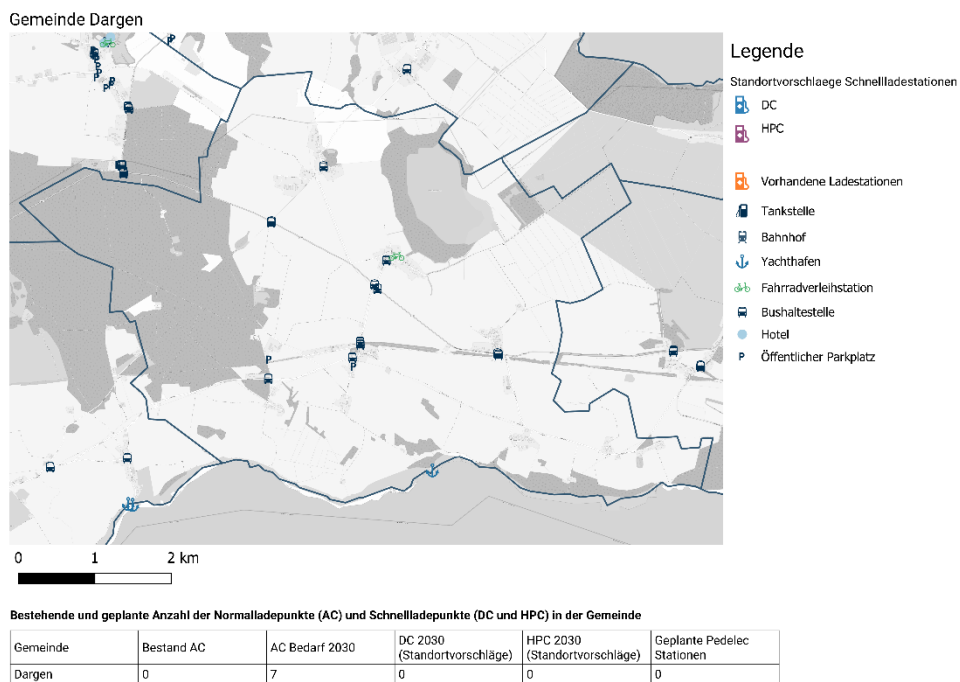 Gemeinde Dargen
Legende
Standortvorschlaege Schnellladestationen
DC
HPC
Vorhandene Ladestationen
Tankstelle
Bahnhof
Yachthafen
Fahrradverleihstation
Bushaltestelle
Hotel
P Öffentlicher Parkplatz
0 1 2 km
Bestehende und geplante Anzahl der Normalladepunkte (AC) und Schnellladepunkte (DC und HPC) in der Gemeinde
Gemeinde Bestand AC AC Bedarf 2030 DC 2030 (Standortvorschläge) HPC 2030 (Standortvorschläge) Geplante Pedelec Stationen
Dargen 0 7 0 0 0